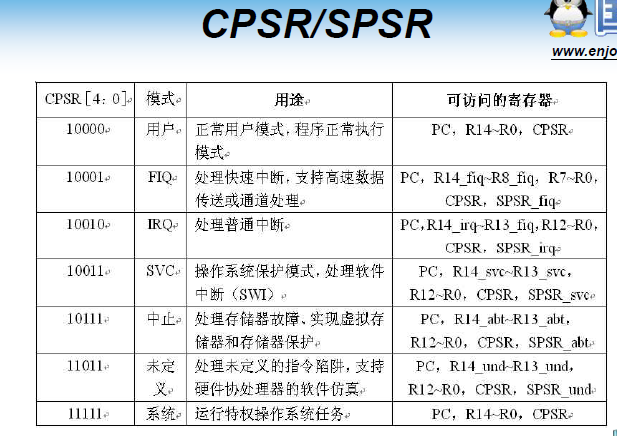 CPSR/SPSR
国
www.enjo
CPSR[4:0] 模式 用途 可访问的寄存器
10000 用户 正常用户模式,程序正常执行 PC,R14~R0,CPSR
模式
10001 FIQ 处理快速中断,支持高速数据 PC,R14_fiq~R8_fiq,R7~R0,
传送或通道处理 CPSR,SPSR_fiq
10010 IRQ 处理普通中断 PC,R14_irq~R13_fiq,R12~R0,
CPSR,SPSR_irq
10011 SVC 操作系统保护模式,处理软件 PC,R14_svc~R13_svc,
中断(SWI) R12~R0,CPSR,SPSR_svc
10111 中止 处理存储器故障、实现虚拟存 PC,R14_abt~R13_abt,
储器和存储器保护 R12~R0,CPSR,SPSR_abt
11011 未定 处理未定义的指令陷阱,支持 PC,R14_und~R13_und,
义 硬件协处理器的软件仿真 R12~R0,CPSR,SPSR_und
11111 系统 运行特权操作系统任务 PC,R14~R0,CPSR